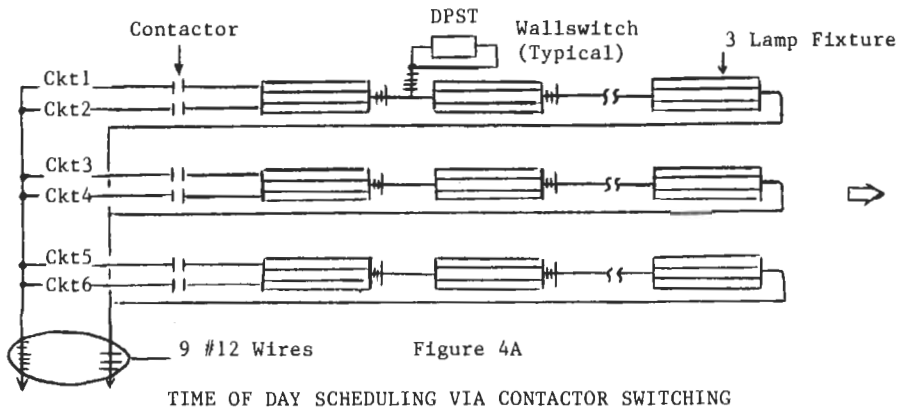 DPST
Contactor
Wallswitch
(Typical)
3 Lamp Fixture
Ckt1
Ckt2
Ckt3
Ckt4
Ckt5
Ckt6
9 #12 Wires
Figure 4A
TIME OF DAY SCHEDULING VIA CONTACTOR SWITCHING